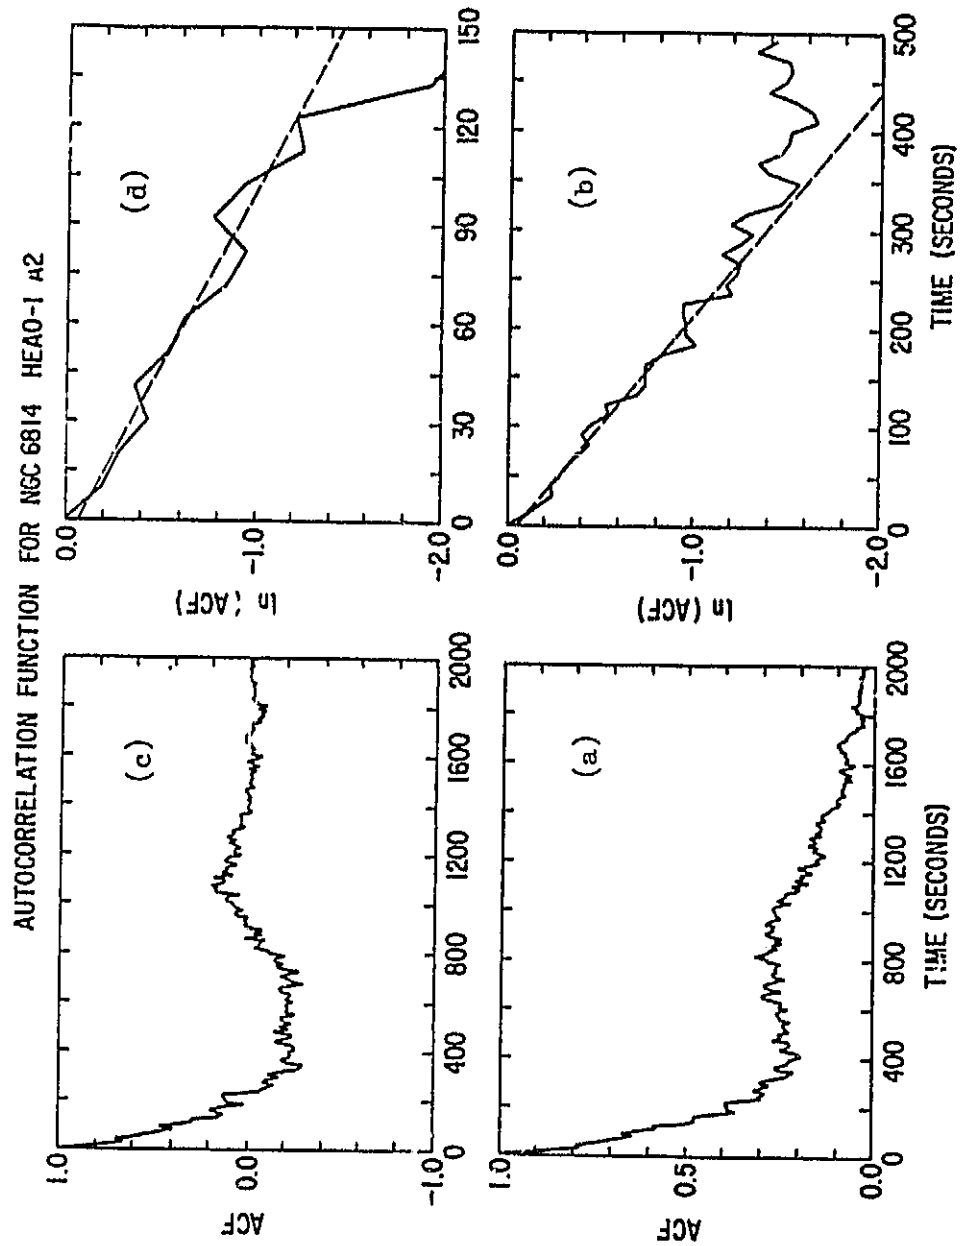 AUTOCORRELATION FUNCTION FOR NGC 6814 HEAO-1 A2
ACF
1.0
0.0
-1.0
(c)
0 400 800 1200 1600 2000
ln (ACF)
0.0
-1.0
-2.0
(d)
0 30 60 90 120 150
ACF
1.0
0.5
0.0
(a)
0 400 800 1200 1600 2000
TIME (SECONDS)
ln (ACF)
0.0
-1.0
-2.0
(b)
0 100 200 300 400 500
TIME (SECONDS)